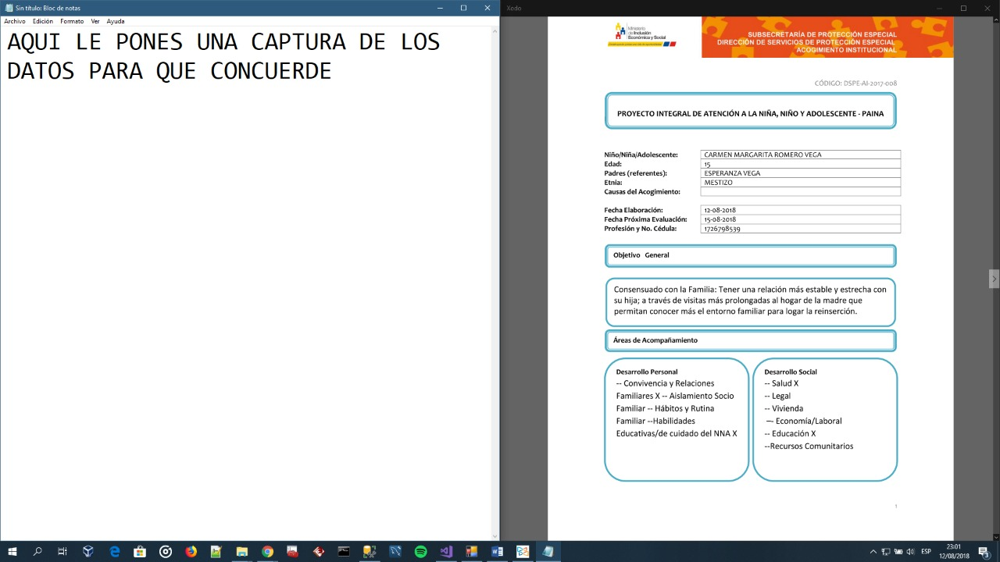 Sin título: Bloc de notas
Archivo Edición Formato Ver Ayuda
AQUI LE PONES UNA CAPTURA DE LOS
DATOS PARA QUE CONCUERDE
Xodo
Ministerio
de Inclusión
Económica y Social
SUBSECRETARÍA DE PROTECCIÓN ESPECIAL
DIRECCIÓN DE SERVICIOS DE PROTECCIÓN ESPECIAL
ACOGIMIENTO INSTITUCIONAL
CÓDIGO: DSPE-AI-2017-008
PROYECTO INTEGRAL DE ATENCIÓN A LA NIÑA, NIÑO Y ADOLESCENTE - PAINA
Niño/Niña/Adolescente: CARMEN MARGARITA ROMERO VEGA
Edad: 15
Padres (referentes): ESPERANZA VEGA
Etnia: MESTIZO
Causas del Acogimiento:
Fecha Elaboración: 12-08-2018
Fecha Próxima Evaluación: 15-08-2018
Profesión y No. Cédula: 1726798539
Objetivo General
Consensuado con la Familia: Tener una relación más estable y estrecha con
su hija; a través de visitas más prolongadas al hogar de la madre que
permitan conocer más el entorno familiar para logar la reinserción.
Áreas de Acompañamiento
Desarrollo Personal
-- Convivencia y Relaciones
Familiares X -- Aislamiento Socio
Familiar -- Hábitos y Rutina
Familiar --Habilidades
Educativas/de cuidado del NNA X
Desarrollo Social
-- Salud X
-- Legal
-- Vivienda
–- Economía/Laboral
-- Educación X
--Recursos Comunitarios
1
ESP
23:01
12/08/2018
3